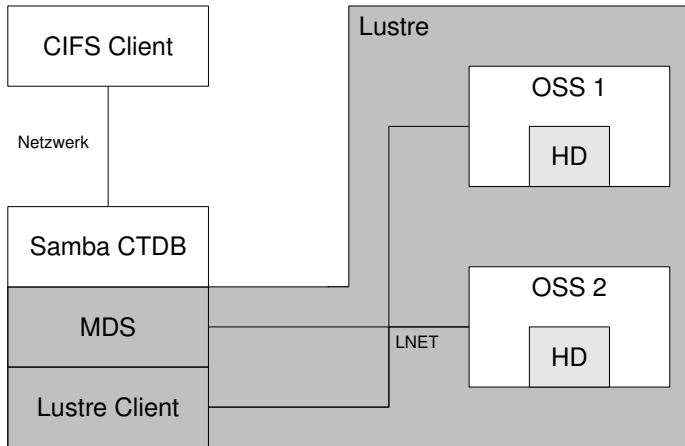 CIFS Client
Lustre
OSS 1
HD
Netzwerk
Samba CTDB
MDS
Lustre Client
LNET
OSS 2
HD